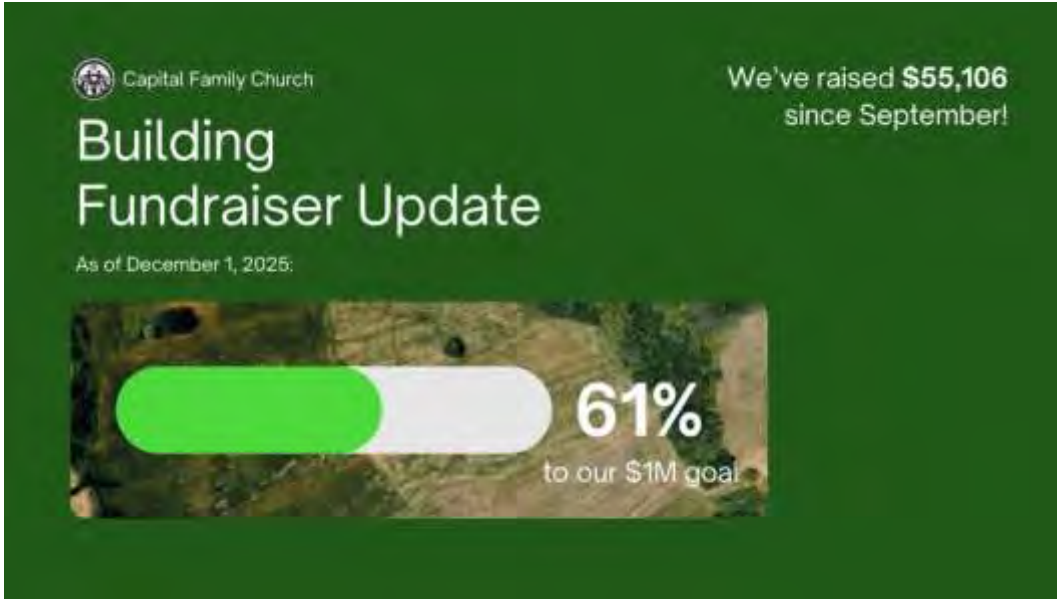 Capital Family Church
We've raised $55,106
since September!
Building
Fundraiser Update
As of December 1, 2025:
61%
to our $1M goal